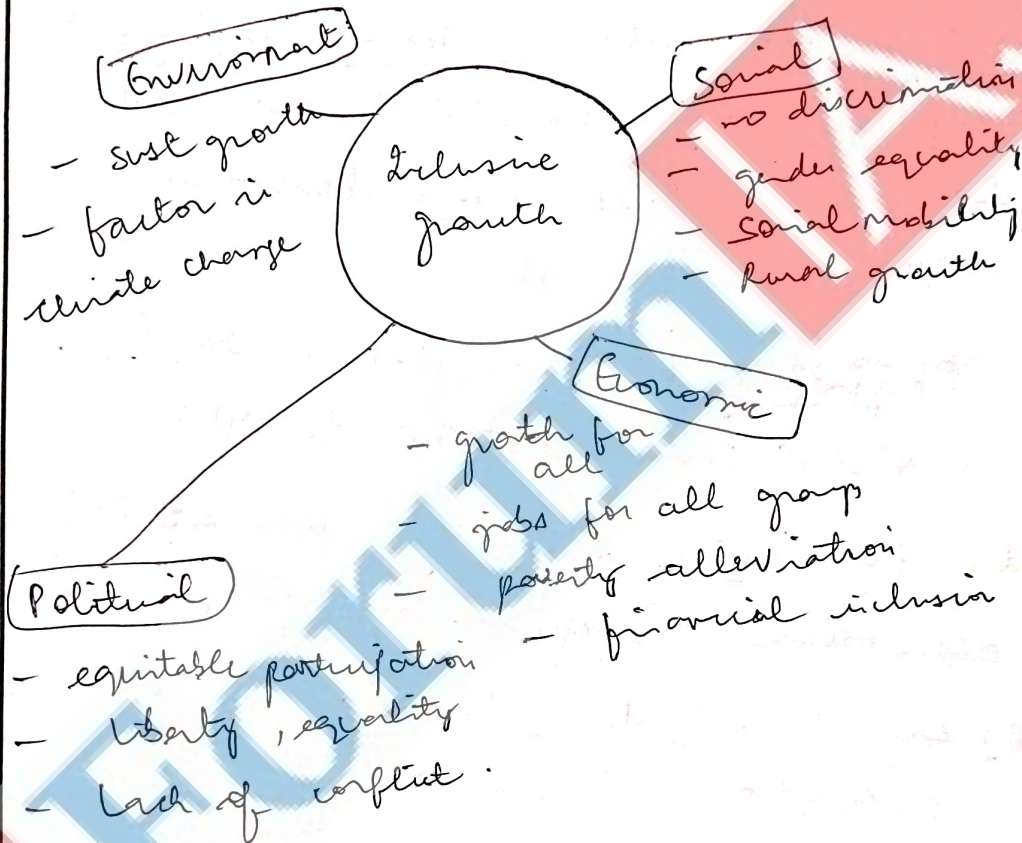 Environment
- sust growth
- factor in
climate change
Inclusive
growth
Social
- no discrimination
- gender equality
- Social mobility
- Rural growth
Economic
- growth for
all
- jobs for all groups
- poverty alleviation
- financial inclusion
Political
- equitable participation
- liberty, equality
- Lack of conflict.
Forum IA